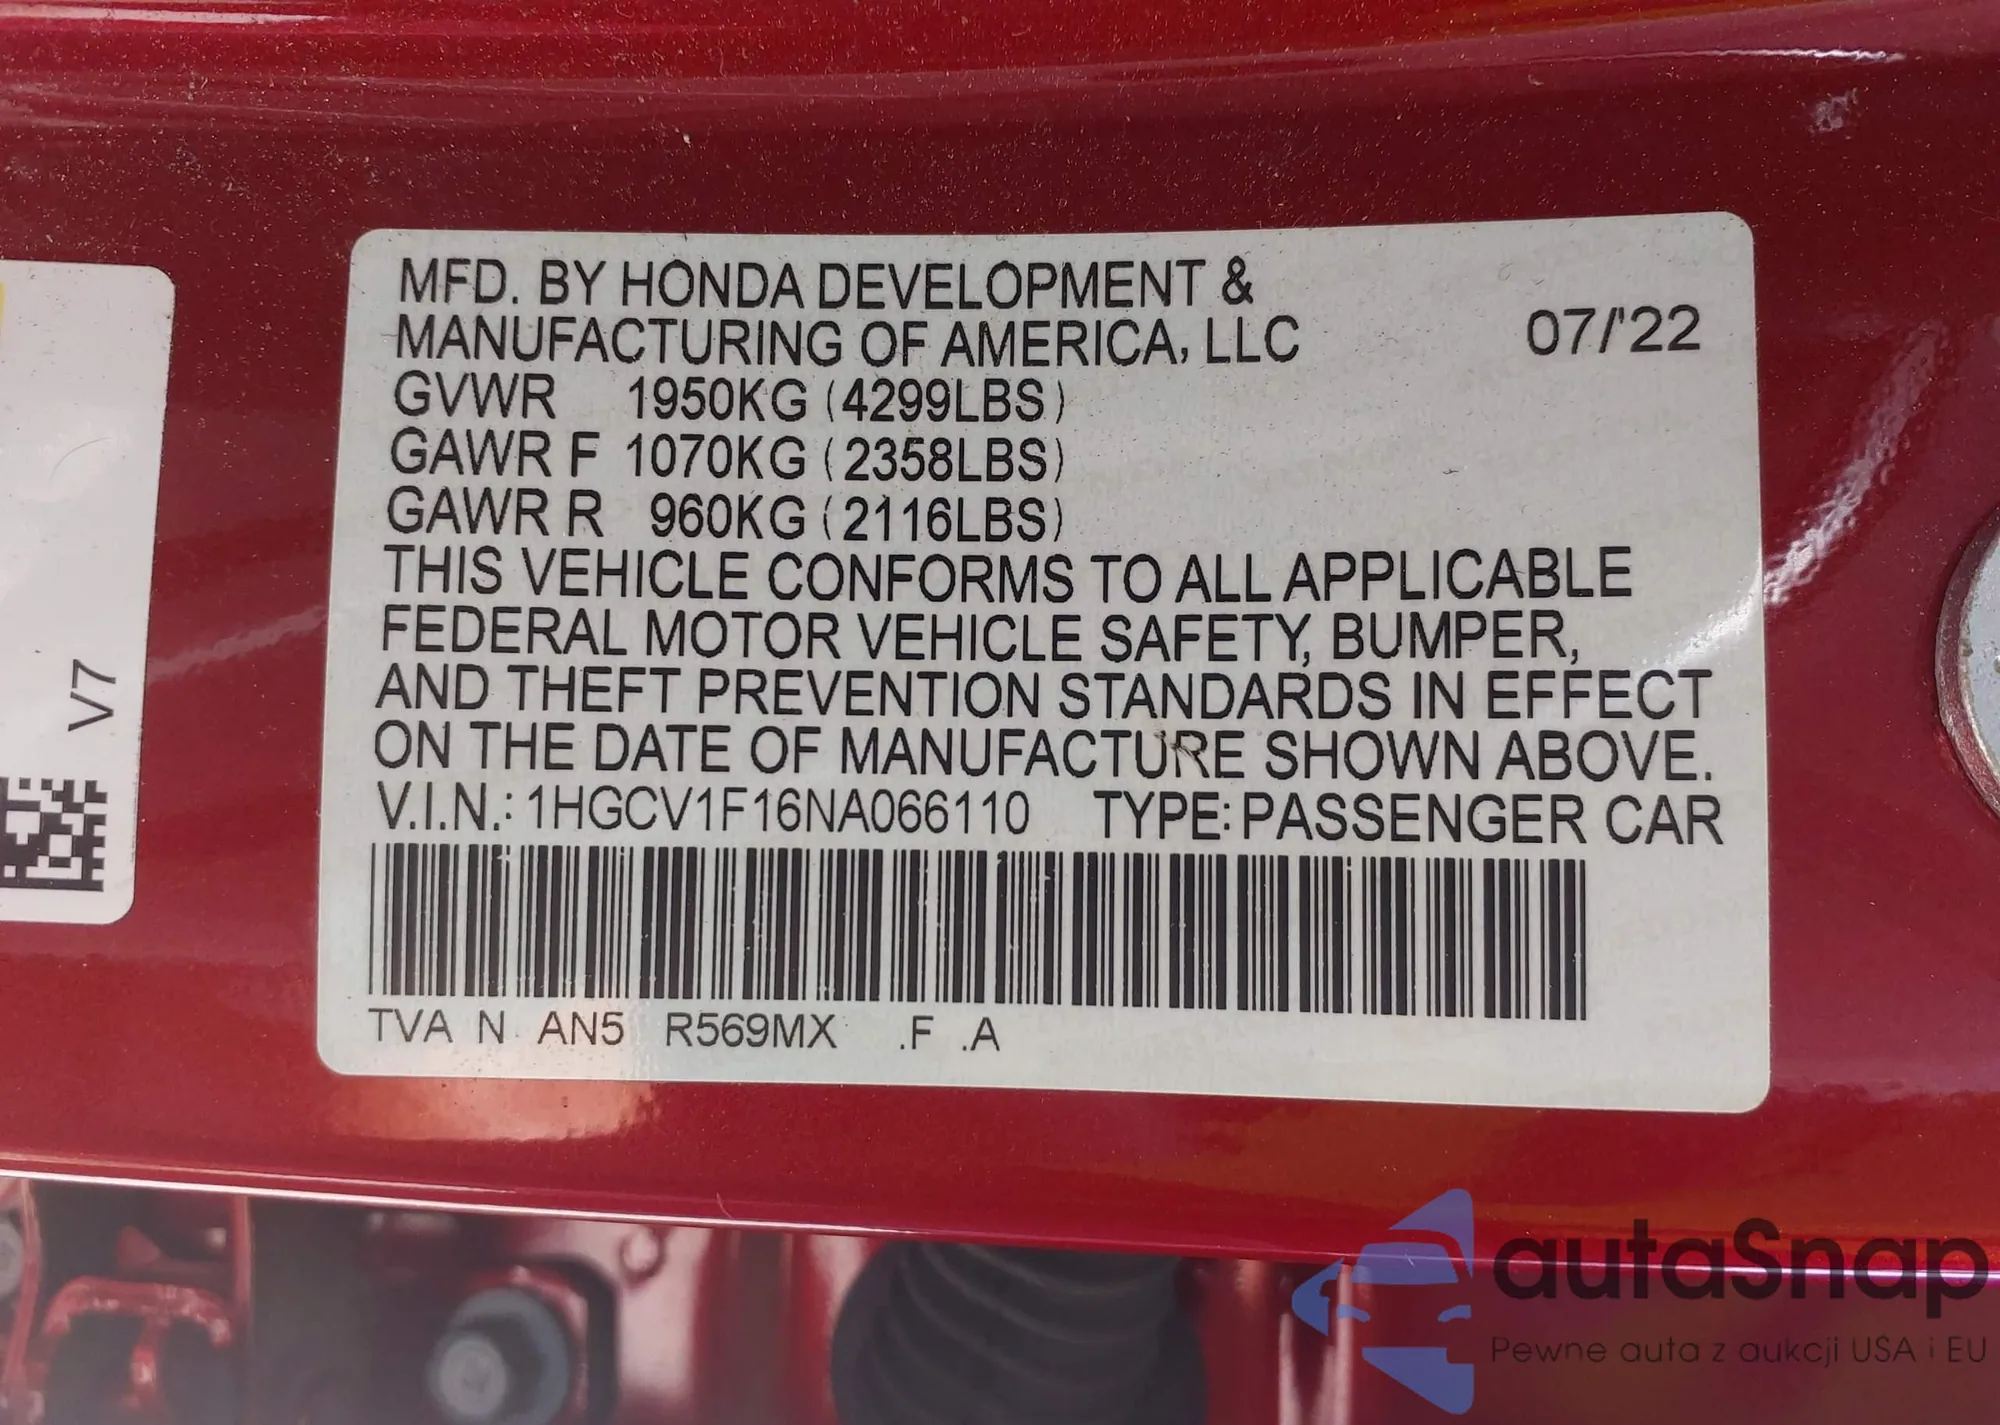 MFD. BY HONDA DEVELOPMENT &
MANUFACTURING OF AMERICA, LLC 07/'22
GVWR 1950KG (4299LBS)
GAWR F 1070KG (2358LBS)
GAWR R 960KG (2116LBS)
THIS VEHICLE CONFORMS TO ALL APPLICABLE
FEDERAL MOTOR VEHICLE SAFETY, BUMPER,
AND THEFT PREVENTION STANDARDS IN EFFECT
ON THE DATE OF MANUFACTURE SHOWN ABOVE.
V.I.N.: 1HGCV1F16NA066110 TYPE: PASSENGER CAR
TVA N AN5 R569MX .F .A
V7
autaSnap
Pewne auta z aukcji USA i EU